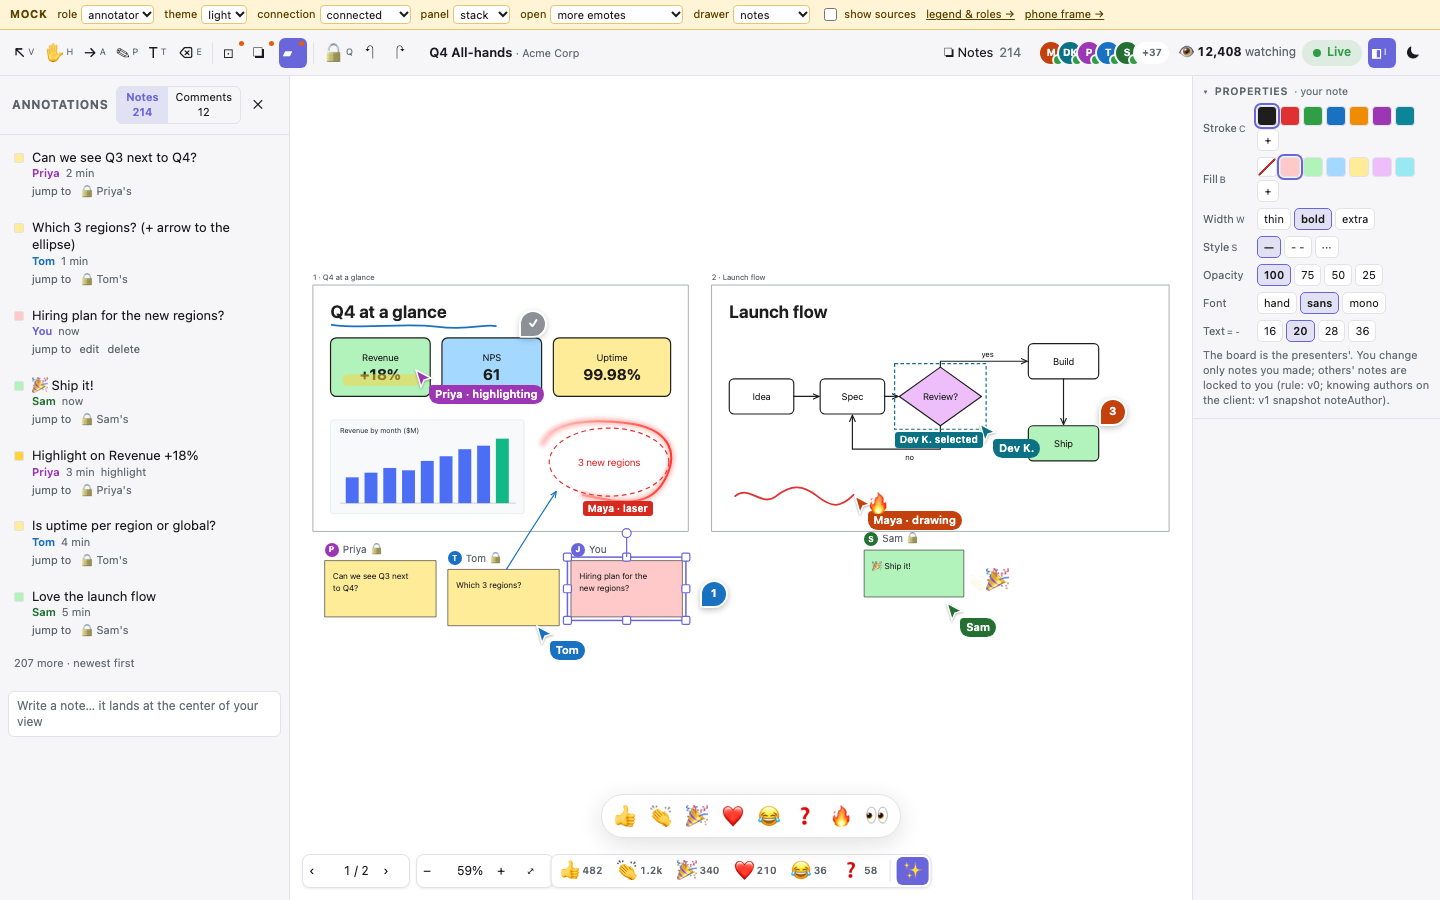 MOCK role annotator theme light connection connected panel stack open more emotes drawer notes show sources legend & roles → phone frame →
V H A P T T E Q Q4 All-hands · Acme Corp Notes 214 M DK P T S +37 12,408 watching Live I
ANNOTATIONS
Notes 214
Comments 12
Can we see Q3 next to Q4?
Priya 2 min
jump to Priya's
Which 3 regions? (+ arrow to the
ellipse)
Tom 1 min
jump to Tom's
Hiring plan for the new regions?
You now
jump to edit delete
🎉 Ship it!
Sam now
jump to Sam's
Highlight on Revenue +18%
Priya 3 min highlight
jump to Priya's
Is uptime per region or global?
Tom 4 min
jump to Tom's
Love the launch flow
Sam 5 min
jump to Sam's
207 more · newest first
Write a note... it lands at the center of your
view
1 · Q4 at a glance
Q4 at a glance
Revenue
+18%
NPS
61
Uptime
99.98%
Priya · highlighting
Revenue by month ($M)
3 new regions
Maya · laser
Priya
Can we see Q3 next
to Q4?
Tom
Which 3 regions?
You
Hiring plan for the
new regions?
1
Tom
2 · Launch flow
Launch flow
Idea
Spec
Review?
yes
Build
3
Dev K. selected
Dev K.
Ship
no
Maya · drawing
Sam
🎉 Ship it!
Sam
‹ 1 / 2 ›
− 59% +
482 1.2k 340 210 36 58
PROPERTIES · your note
Stroke C
+
Fill B
+
Width W thin bold extra
Style S
Opacity 100 75 50 25
Font hand sans mono
Text = - 16 20 28 36
The board is the presenters'. You change
only notes you made; others' notes are
locked to you (rule: v0; knowing authors on
the client: v1 snapshot noteAuthor).